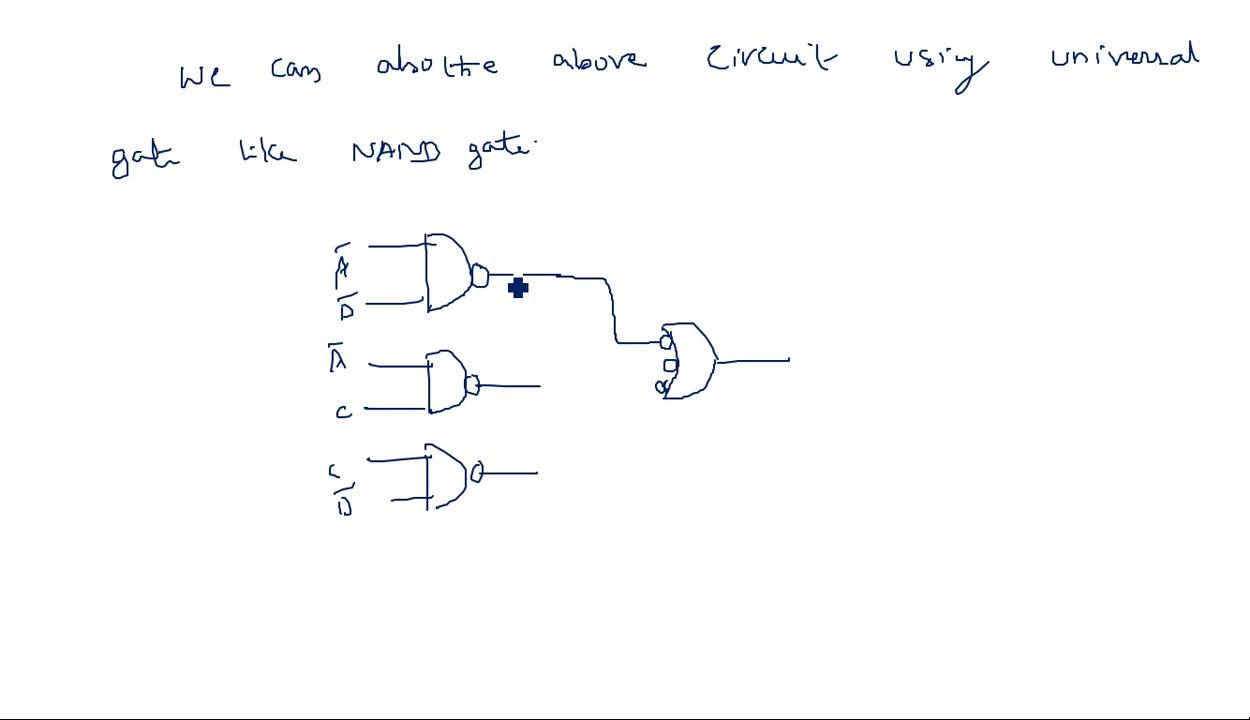 We can also the above circuit using universal
gate like NAND gate.
A̅
D̅
A̅
C
C
D̅